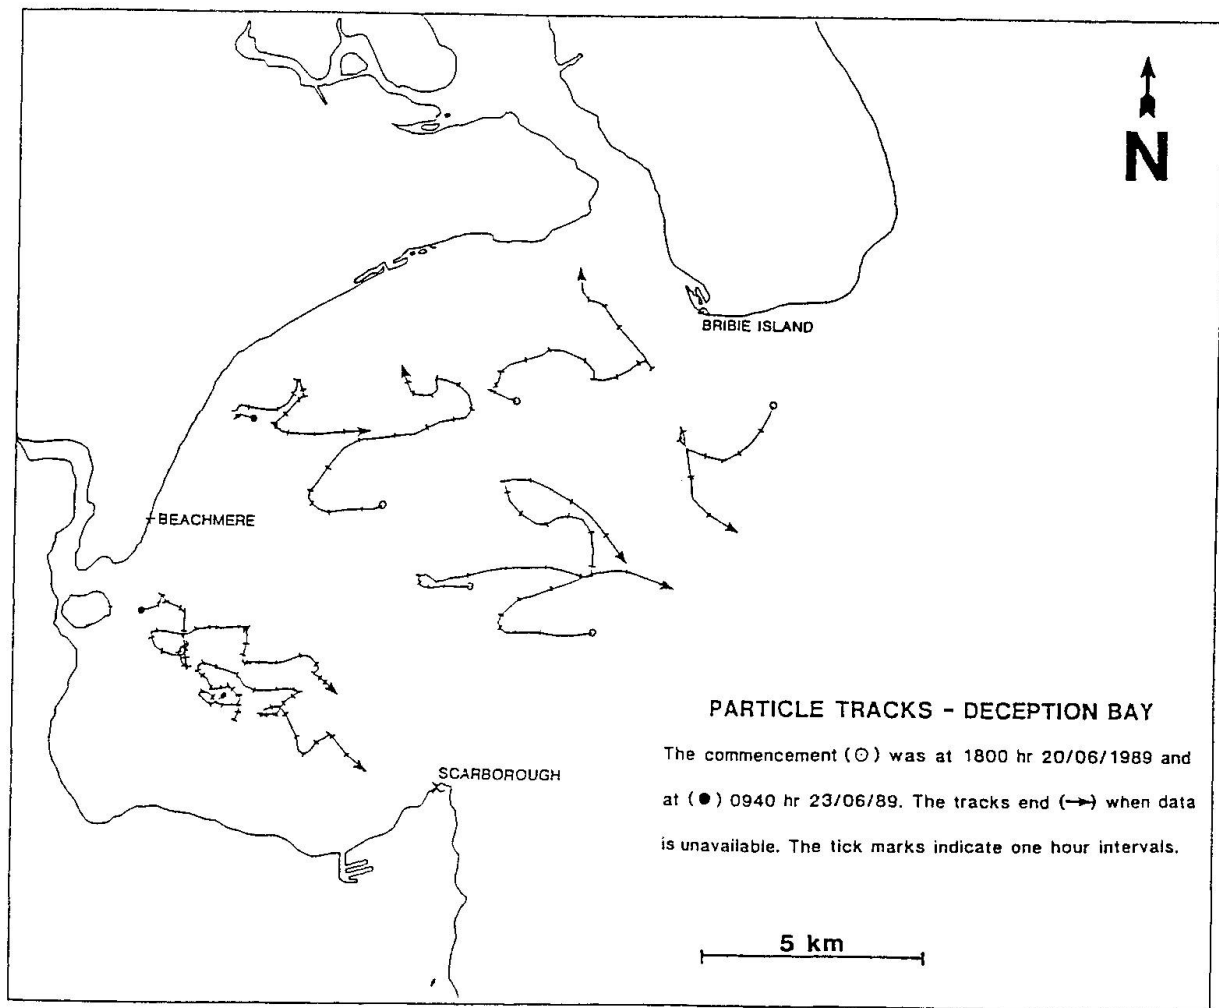 N
BRIBIE ISLAND
BEACHMERE
PARTICLE TRACKS - DECEPTION BAY
The commencement (⊙) was at 1800 hr 20/06/1989 and
at (●) 0940 hr 23/06/89. The tracks end (→) when data
is unavailable. The tick marks indicate one hour intervals.
SCARBOROUGH
5 km